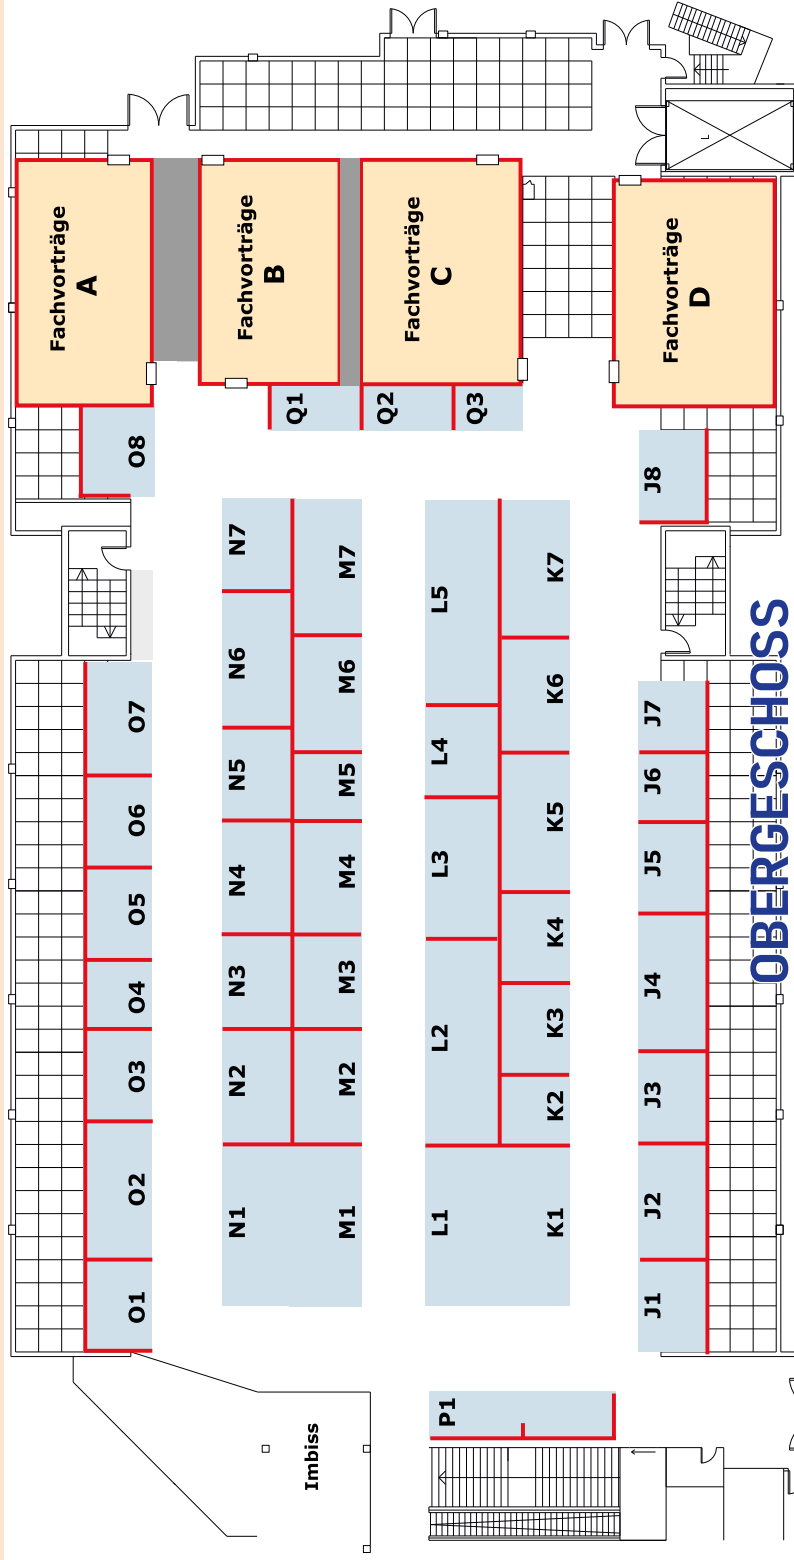 Fachvorträge
A
Fachvorträge
B
Fachvorträge
C
Fachvorträge
D
L
Q1
Q2
Q3
O8
J8
N7
M7
L5
K7
N6
M6
K6
O7
J7
N5
M5
L4
J6
O6
K5
N4
M4
L3
J5
O5
K4
N3
M3
O4
J4
L2
K3
O3
N2
M2
K2
J3
O2
N1
M1
L1
K1
J2
O1
J1
P1
Imbiss
OBERGESCHOSS